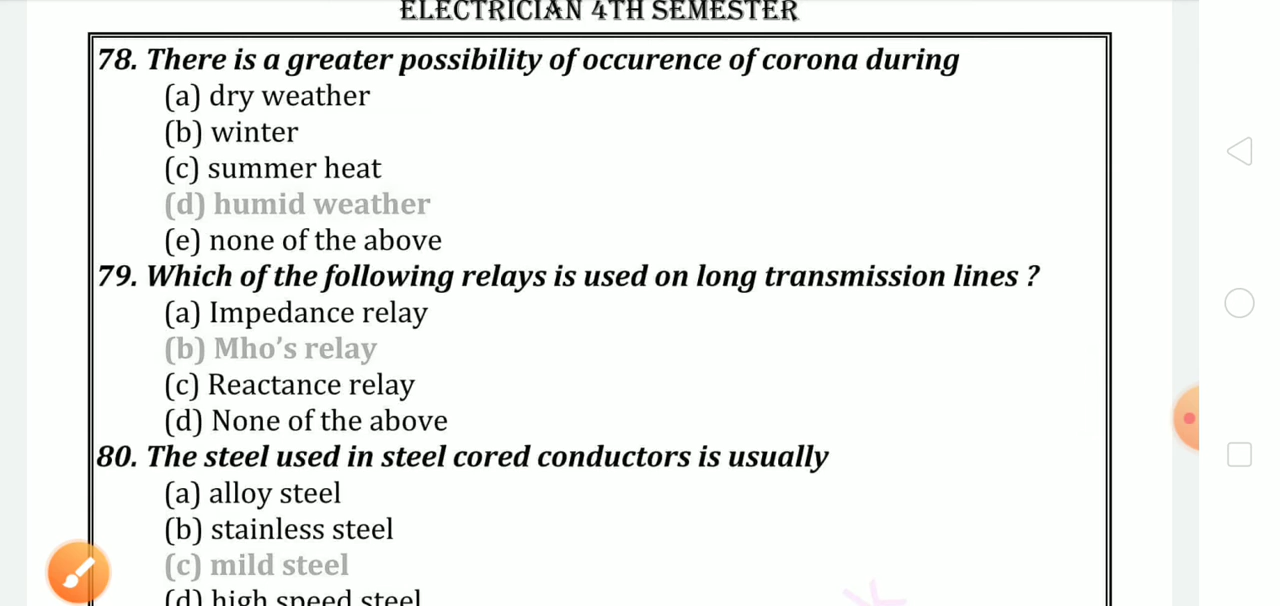 ELECTRICIAN 4TH SEMESTER
78. There is a greater possibility of occurence of corona during
(a) dry weather
(b) winter
(c) summer heat
(d) humid weather
(e) none of the above
79. Which of the following relays is used on long transmission lines ?
(a) Impedance relay
(b) Mho's relay
(c) Reactance relay
(d) None of the above
80. The steel used in steel cored conductors is usually
(a) alloy steel
(b) stainless steel
(c) mild steel
(d) high speed steel